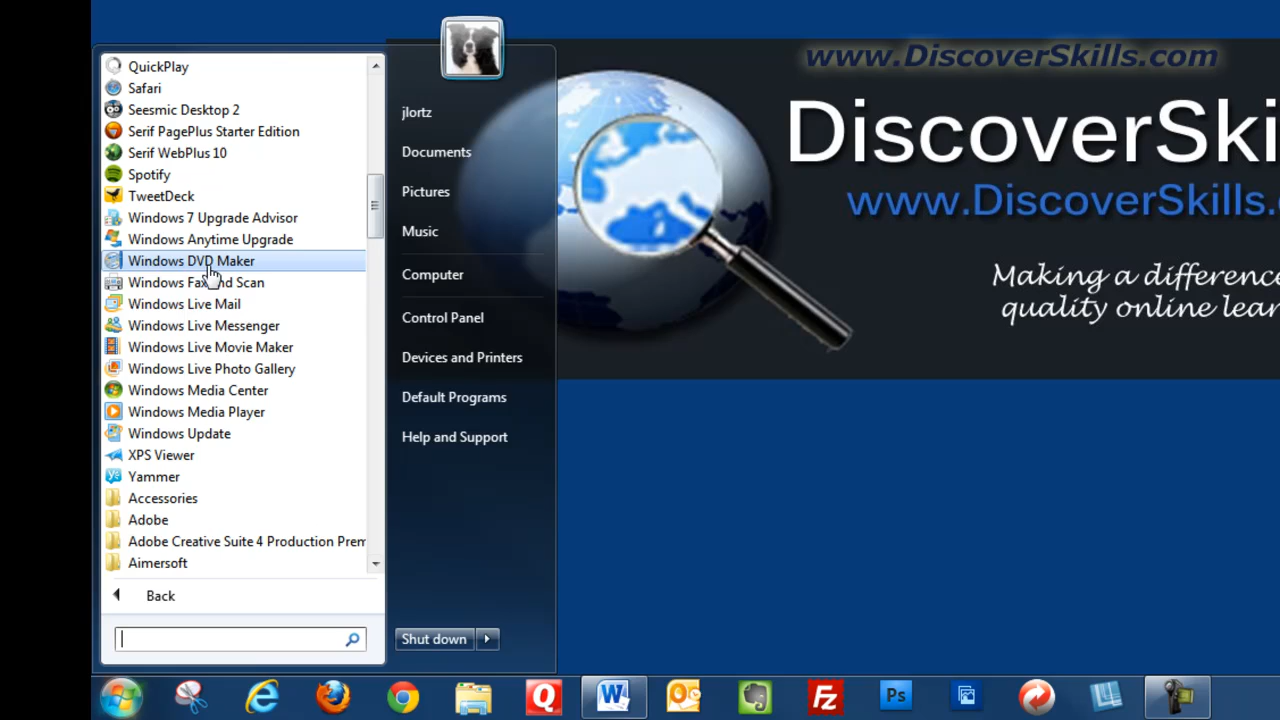 www.DiscoverSkills.com
DiscoverSki
www.DiscoverSkills.
Making a difference
quality online lear
QuickPlay
Safari
Seesmic Desktop 2
Serif PagePlus Starter Edition
Serif WebPlus 10
Spotify
TweetDeck
Windows 7 Upgrade Advisor
Windows Anytime Upgrade
Windows DVD Maker
Windows Fax and Scan
Windows Live Mail
Windows Live Messenger
Windows Live Movie Maker
Windows Live Photo Gallery
Windows Media Center
Windows Media Player
Windows Update
XPS Viewer
Yammer
Accessories
Adobe
Adobe Creative Suite 4 Production Prem
Aimersoft
Back
jlortz
Documents
Pictures
Music
Computer
Control Panel
Devices and Printers
Default Programs
Help and Support
Shut down
Q
W
O
Fz
Ps